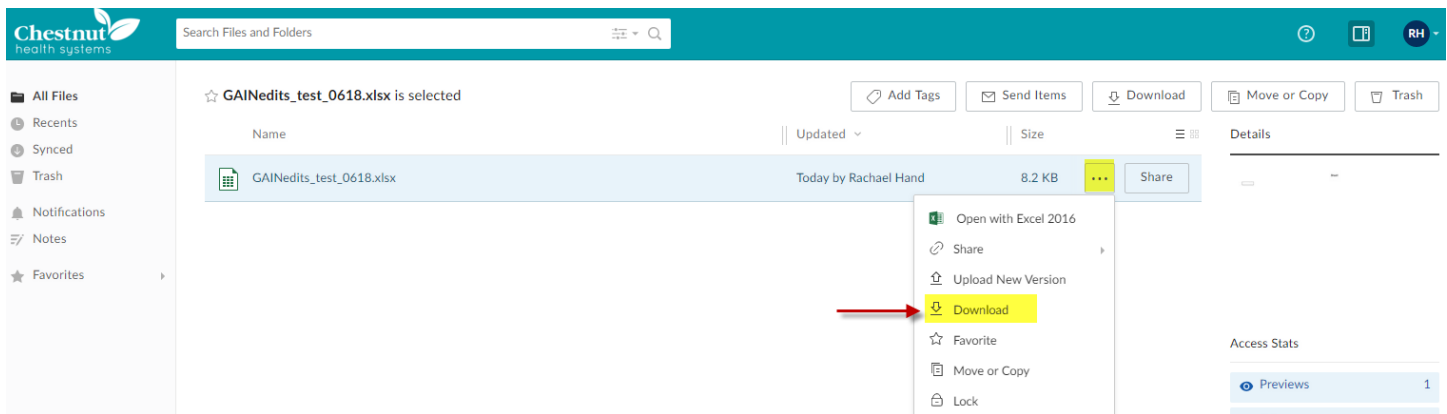 Chestnut
health systems
Search Files and Folders
RH
All Files
Recents
Synced
Trash
Notifications
Notes
Favorites
GAINedits_test_0618.xlsx is selected
Add Tags
Send Items
Download
Move or Copy
Trash
Name
Updated
Size
Details
GAINedits_test_0618.xlsx
Today by Rachael Hand
8.2 KB
...
Share
Open with Excel 2016
Share
Upload New Version
Download
Favorite
Move or Copy
Lock
Access Stats
Previews 1